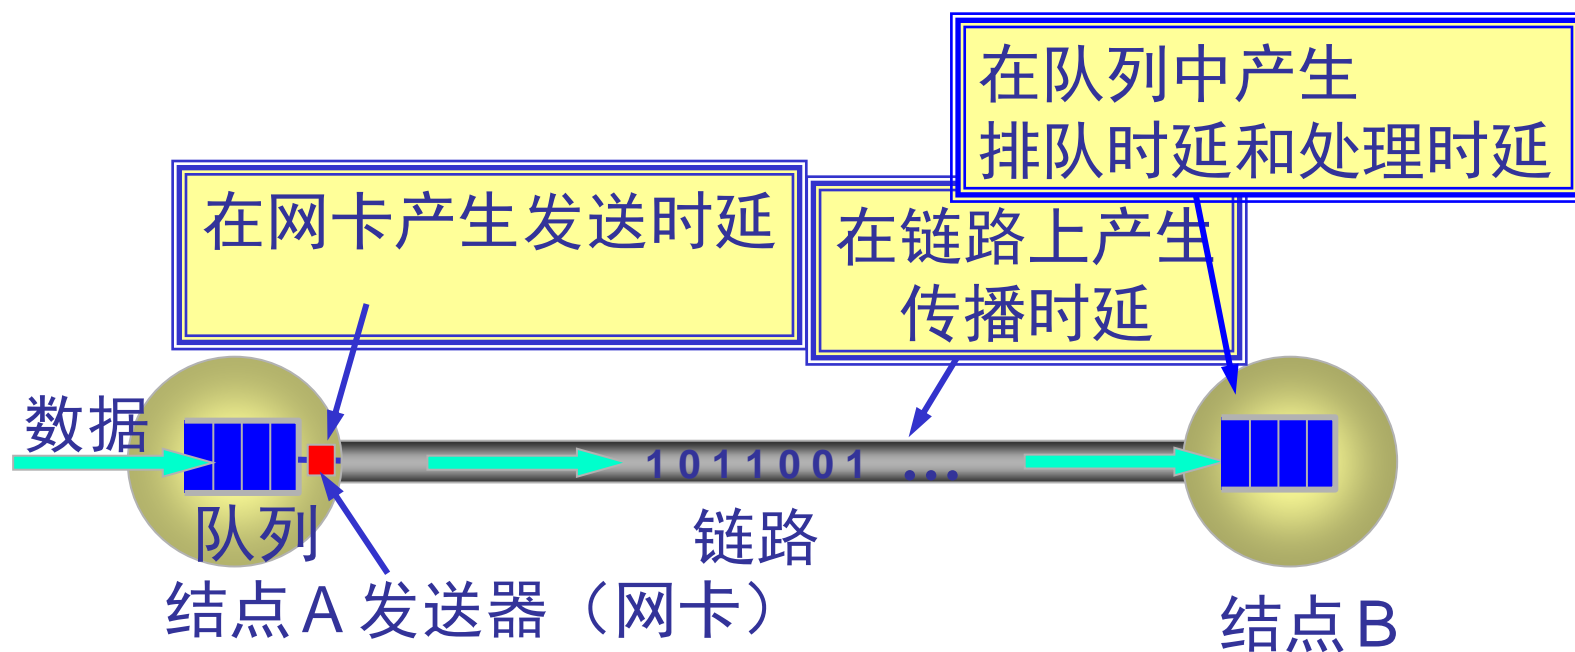 在队列中产生
排队时延和处理时延
在网卡产生发送时延
在链路上产生
传播时延
数据
1011001 …
队列
链路
结点 A 发送器（网卡）
结点 B